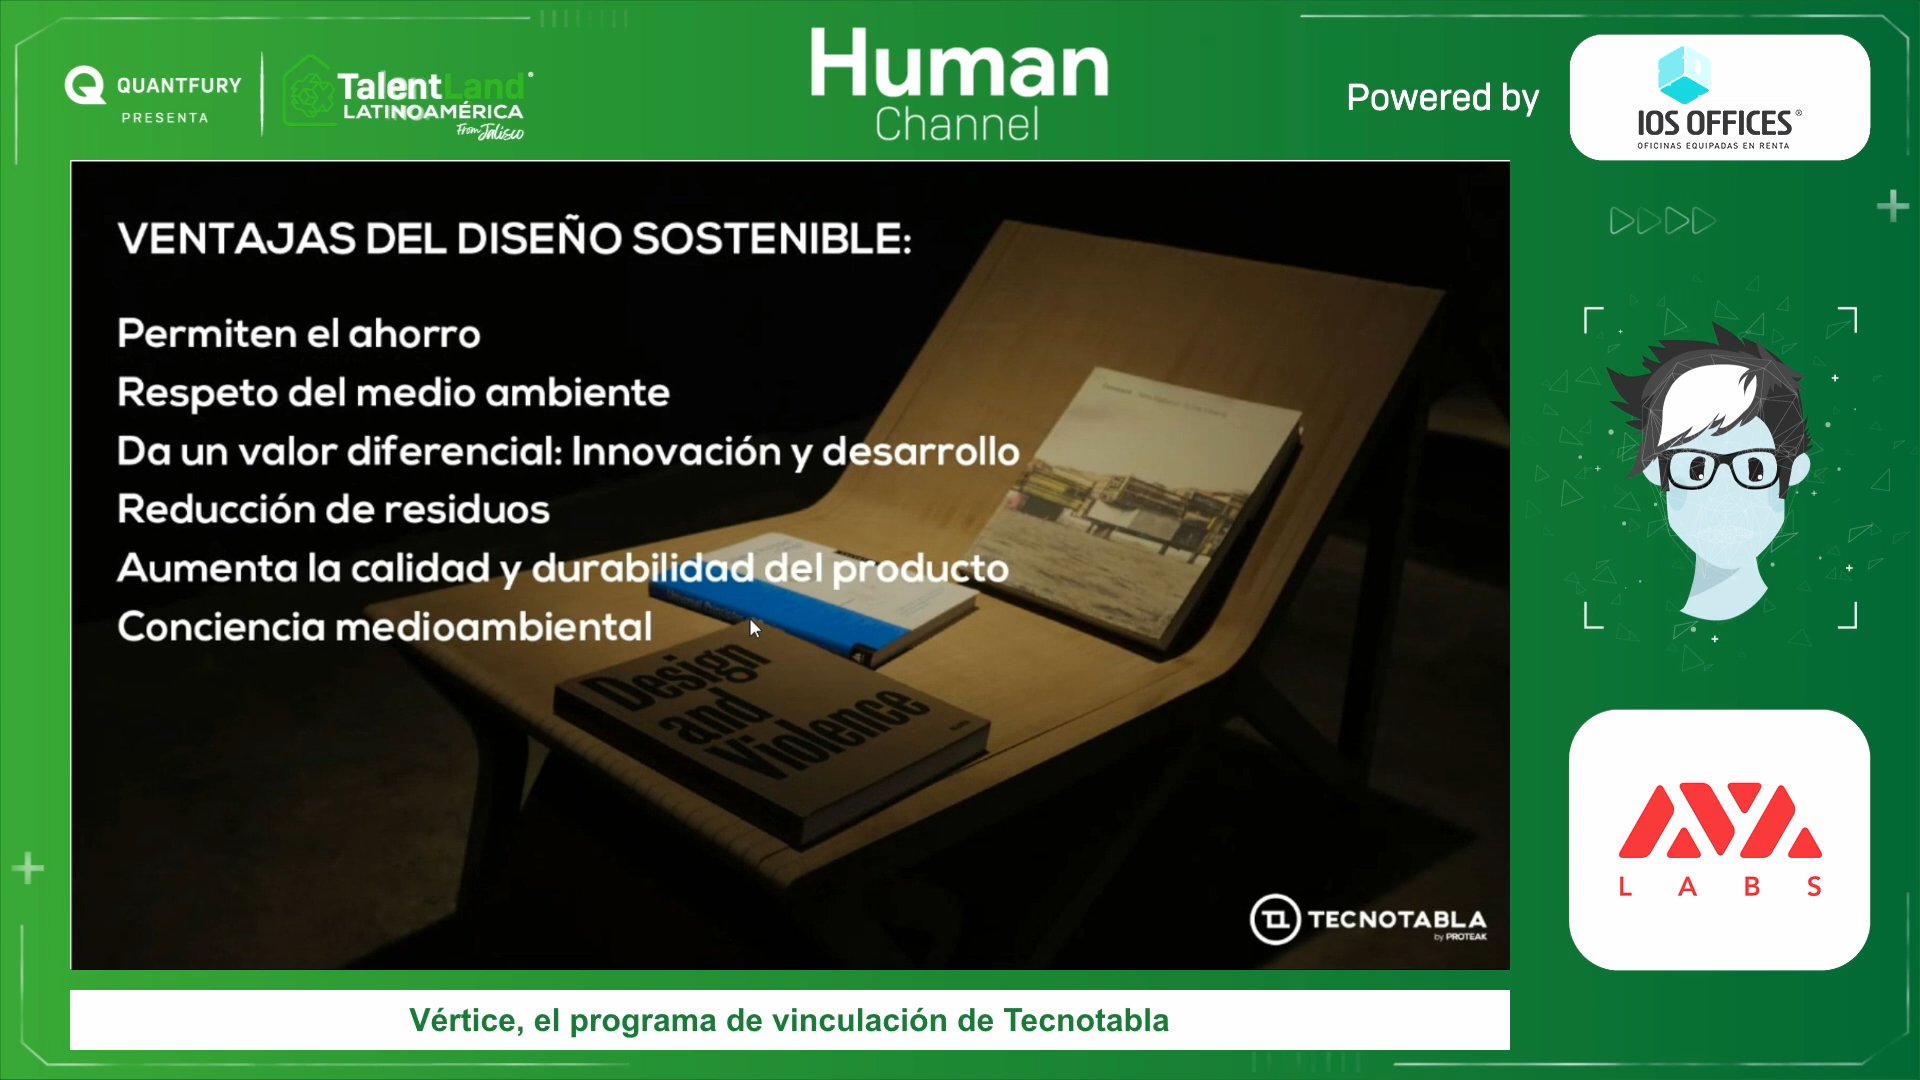 QUANTFURY
PRESENTA
TalentLand
LATINOAMÉRICA
From Jalisco
Human
Channel
Powered by
IOS OFFICES®
OFICINAS EQUIPADAS EN RENTA
VENTAJAS DEL DISEÑO SOSTENIBLE:
Permiten el ahorro
Respeto del medio ambiente
Da un valor diferencial: Innovación y desarrollo
Reducción de residuos
Aumenta la calidad y durabilidad del producto
Conciencia medioambiental
Design
and
Violence
TECNOTABLA
by PROTEAK
AVA
LABS
Vértice, el programa de vinculación de Tecnotabla